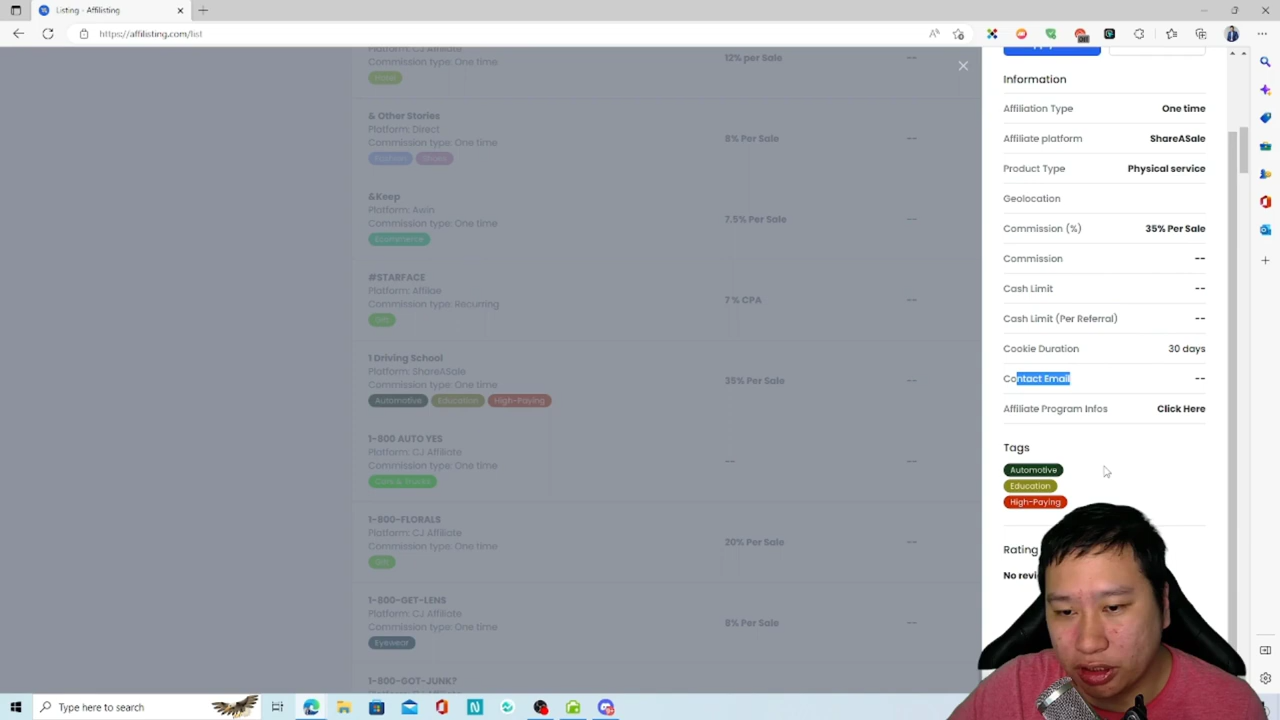 Listing - Affilisting
https://affilisting.com/list
Commission type: One time
12% per Sale
--
& Other Stories
Platform: Direct
Commission type: One time
8% Per Sale
--
&Keep
Platform: Awin
Commission type: One time
Ecommerce
7.5% Per Sale
--
#STARFACE
Platform: Affilae
Commission type: Recurring
7 % CPA
--
1 Driving School
Platform: ShareASale
Commission type: One time
Automotive Education High-Paying
35% Per Sale
--
1-800 AUTO YES
Platform: CJ Affiliate
Commission type: One time
Cars & Trucks
--
--
1-800-FLORALS
Platform: CJ Affiliate
Commission type: One time
Gift
20% Per Sale
--
1-800-GET-LENS
Platform: CJ Affiliate
Commission type: One time
Eyewear
8% Per Sale
--
1-800-GOT-JUNK?
Information
Affiliation Type One time
Affiliate platform ShareASale
Product Type Physical service
Geolocation
Commission (%) 35% Per Sale
Commission --
Cash Limit --
Cash Limit (Per Referral) --
Cookie Duration 30 days
Contact Email --
Affiliate Program Infos Click Here
Tags
Automotive
Education
High-Paying
Rating
No revi
Type here to search